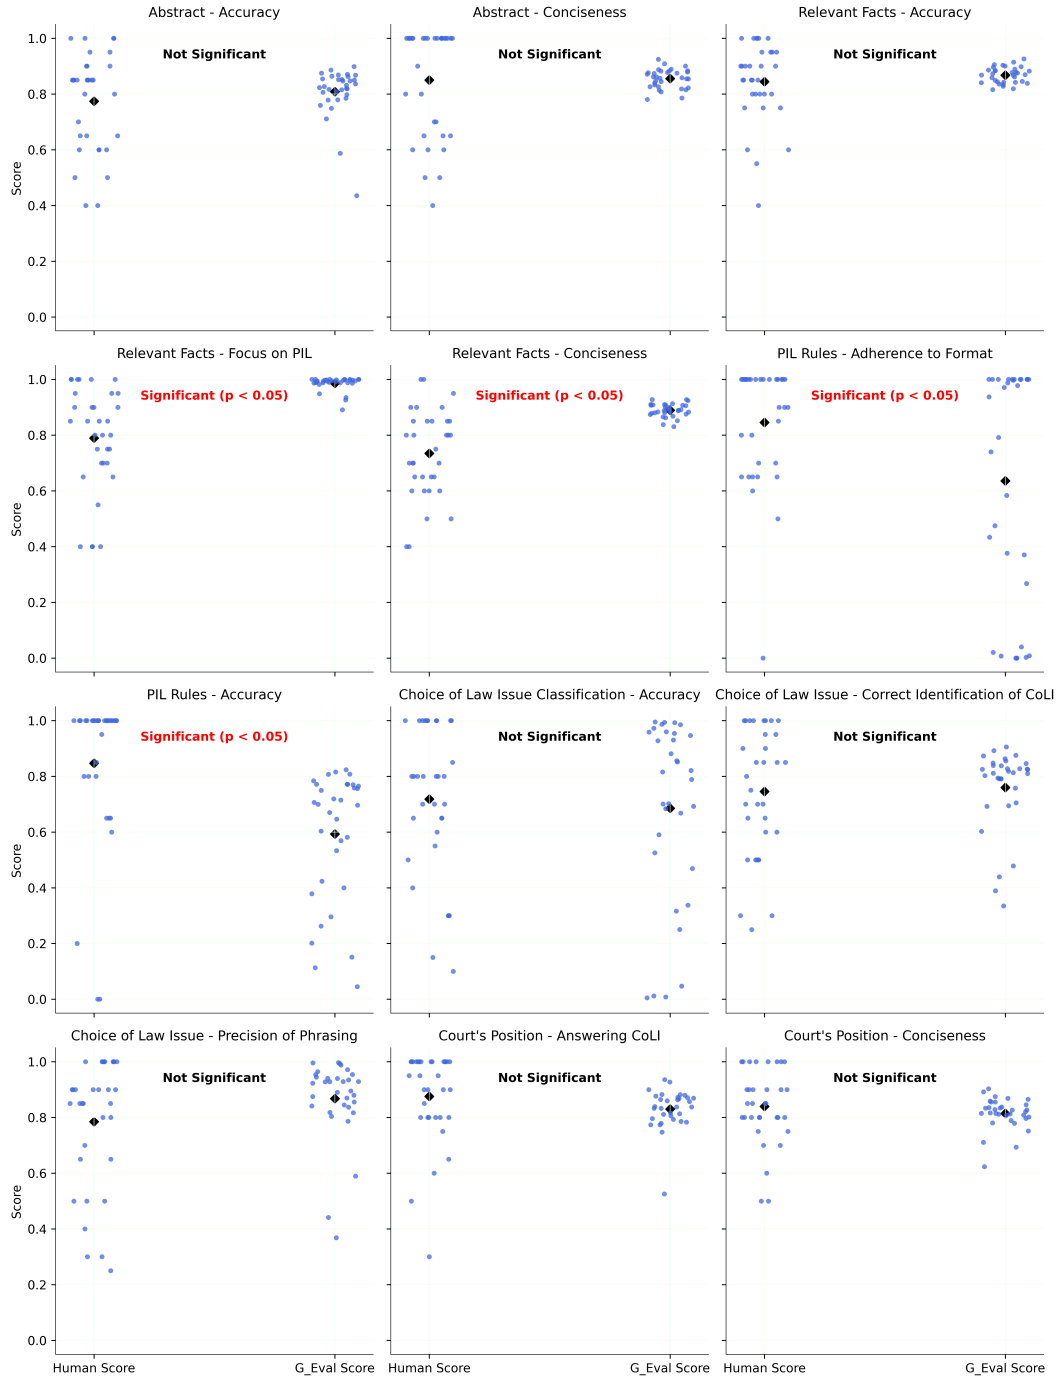 Abstract - Accuracy
Abstract - Conciseness
Relevant Facts - Accuracy
1.0
0.8
0.6
0.4
0.2
0.0
Score
Not Significant
Not Significant
Not Significant
Relevant Facts - Focus on PIL
Relevant Facts - Conciseness
PIL Rules - Adherence to Format
1.0
0.8
0.6
0.4
0.2
0.0
Score
Significant (p < 0.05)
Significant (p < 0.05)
Significant (p < 0.05)
PIL Rules - Accuracy
Choice of Law Issue Classification - Accuracy
Choice of Law Issue - Correct Identification of CoLI
1.0
0.8
0.6
0.4
0.2
0.0
Score
Significant (p < 0.05)
Not Significant
Not Significant
Choice of Law Issue - Precision of Phrasing
Court's Position - Answering CoLI
Court's Position - Conciseness
1.0
0.8
0.6
0.4
0.2
0.0
Score
Not Significant
Not Significant
Not Significant
Human Score
G_Eval Score
Human Score
G_Eval Score
Human Score
G_Eval Score